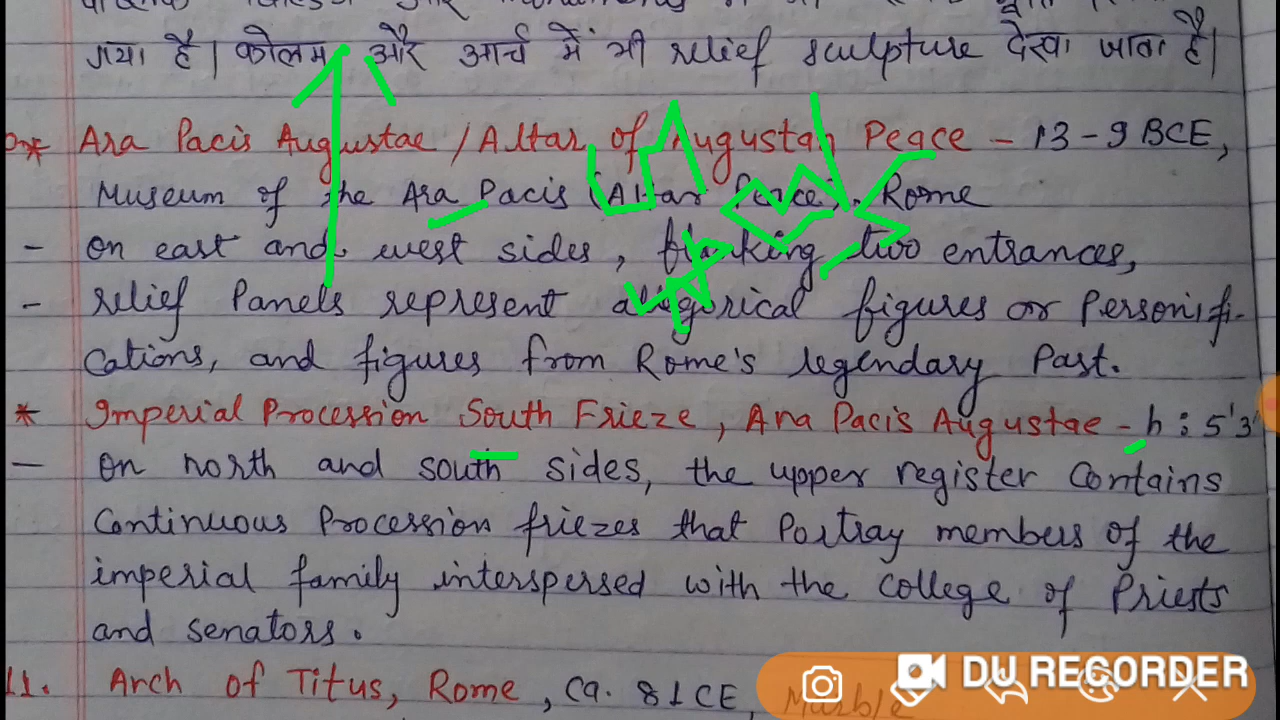 गया है। कोलम और आर्च में भी relief sculpture देखा जाता है।
* Ara Pacis Augustae / Altar of Augustan Peace - 13 - 9 BCE,
Museum of the Ara Pacis (Altar Peace). Rome
- On east and west sides, flanking two entrances,
- relief Panels represent allegorical figures or Personifi-
cations, and figures from Rome's legendary Past.
* Imperial Procession South Frieze, Ara Pacis Augustae - h : 5'3"
- On north and south sides, the upper register Contains
Continuous Procession friezes that Portray members of the
imperial family interspersed with the College of Priests
and senators.
11. Arch of Titus, Rome, Ca. 81 CE, Marble
DU RECORDER